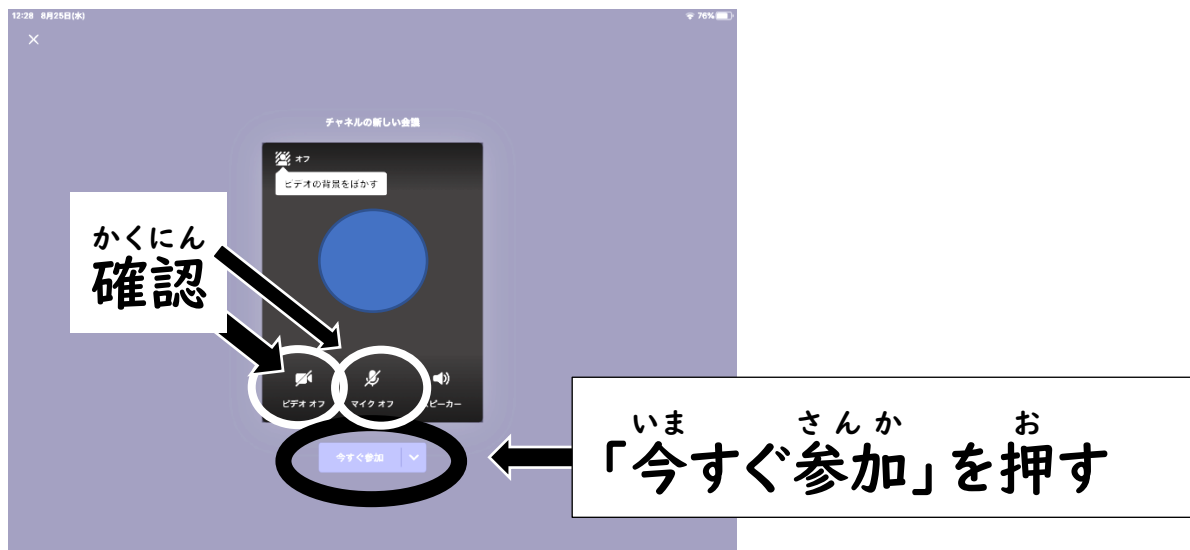 12:28 8月25日(水)
76%
チャネルの新しい会議
オフ
ビデオの背景をぼかす
かくにん
確認
ビデオ オフ
マイク オフ
スピーカー
今すぐ参加
いま さんか お
「今すぐ参加」を押す